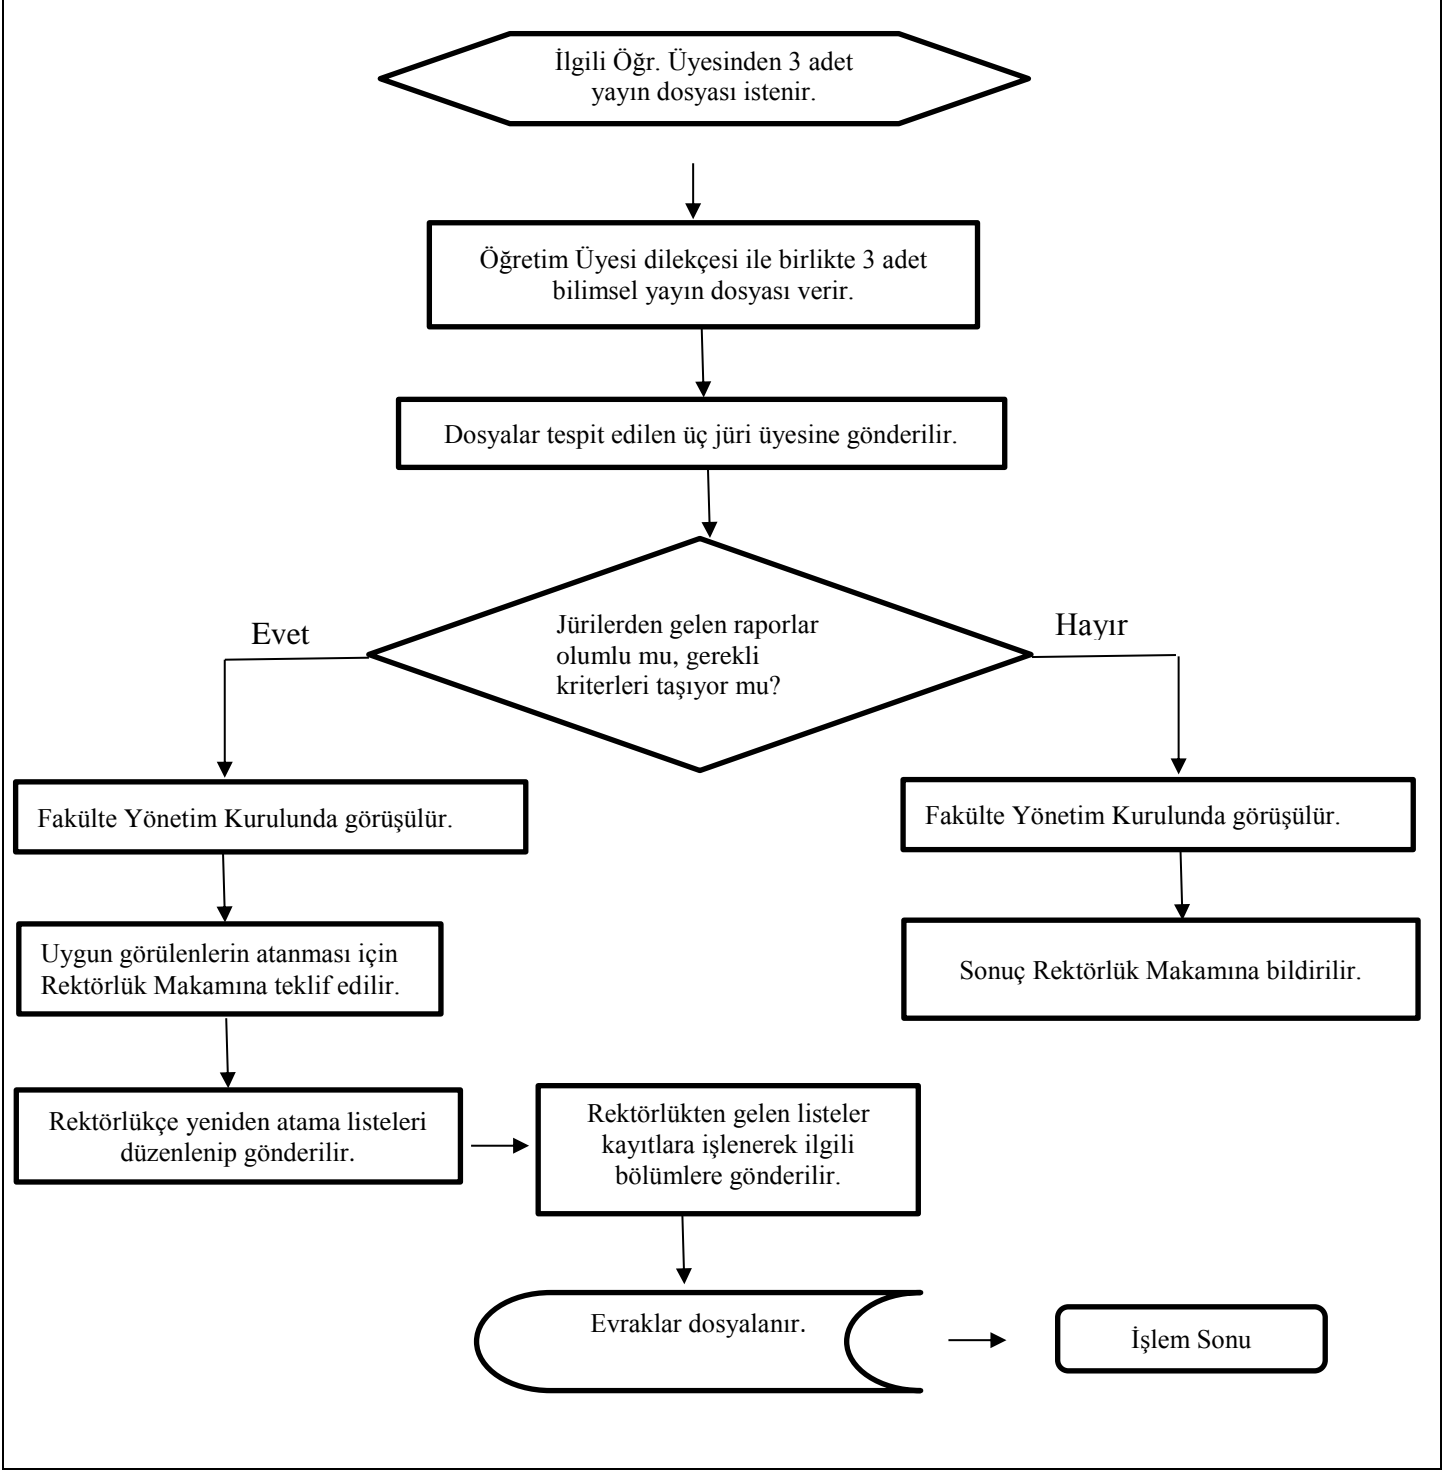 İlgili Öğr. Üyesinden 3 adet
yayın dosyası istenir.
Öğretim Üyesi dilekçesi ile birlikte 3 adet
bilimsel yayın dosyası verir.
Dosyalar tespit edilen üç jüri üyesine gönderilir.
Jürilerden gelen raporlar
olumlu mu, gerekli
kriterleri taşıyor mu?
Evet
Hayır
Fakülte Yönetim Kurulunda görüşülür.
Fakülte Yönetim Kurulunda görüşülür.
Uygun görülenlerin atanması için
Rektörlük Makamına teklif edilir.
Sonuç Rektörlük Makamına bildirilir.
Rektörlükçe yeniden atama listeleri
düzenlenip gönderilir.
Rektörlükten gelen listeler
kayıtlara işlenerek ilgili
bölümlere gönderilir.
Evraklar dosyalanır.
İşlem Sonu